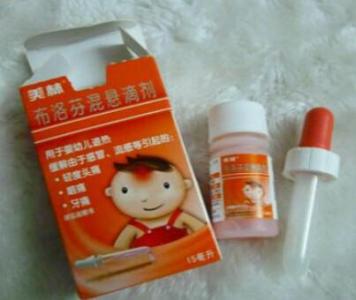 美林
布洛芬混悬滴剂
用于婴幼儿退热
缓解由于感冒、流感等引起的:
• 轻度头痛
• 咽痛
• 牙痛
15毫升
美林